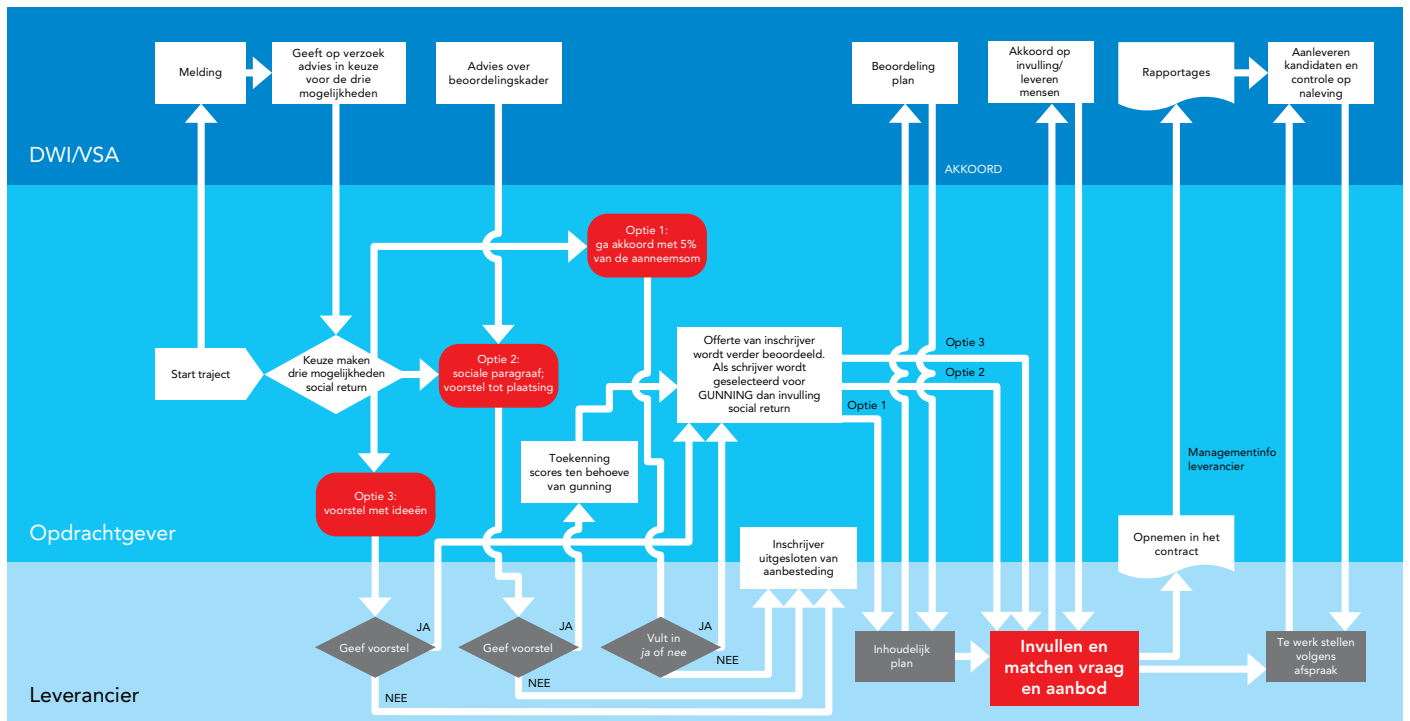 Melding
Geeft op verzoek
advies in keuze
voor de drie
mogelijkheden
Advies over
beoordelingskader
Beoordeling
plan
Akkoord op
invulling/
leveren
mensen
Rapportages
Aanleveren
kandidaten en
controle op
naleving
DWI/VSA
AKKOORD
Optie 1:
ga akkoord met 5%
van de aanneemsom
Start traject
Keuze maken
drie mogelijkheden
social return
Optie 2:
sociale paragraaf;
voorstel tot plaatsing
Offerte van inschrijver
wordt verder beoordeeld.
Als schrijver wordt
geselecteerd voor
GUNNING dan invulling
social return
Optie 3
Optie 2
Optie 1
Toekenning
scores ten behoeve
van gunning
Managementinfo
leverancier
Optie 3:
voorstel met ideeën
Opdrachtgever
Inschrijver
uitgesloten van
aanbesteding
Opnemen in het
contract
Geef voorstel
JA
NEE
Geef voorstel
JA
NEE
Vult in
ja of nee
JA
NEE
Inhoudelijk
plan
Invullen en
matchen vraag
en aanbod
Te werk stellen
volgens
afspraak
Leverancier